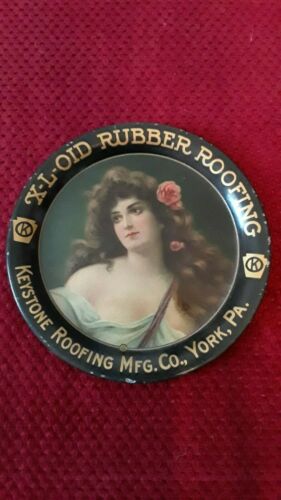 X-L-OID RUBBER ROOFING
K K
KEYSTONE ROOFING MFG. CO., YORK, PA.